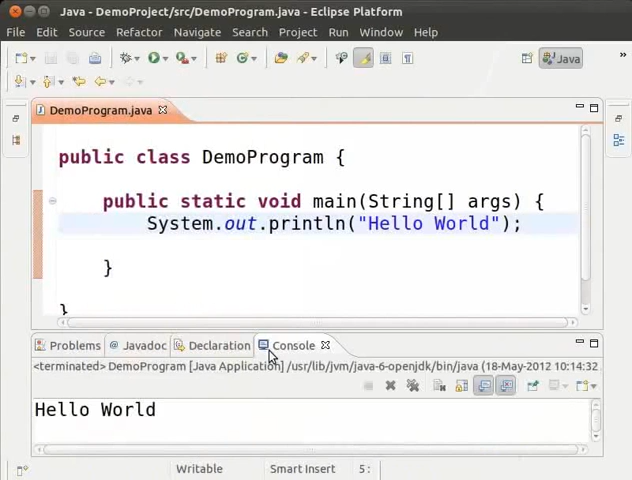 Java - DemoProject/src/DemoProgram.java - Eclipse Platform
File Edit Source Refactor Navigate Search Project Run Window Help
Java
»
DemoProgram.java
public class DemoProgram {
public static void main(String[] args) {
System.out.println("Hello World");
}
}
Problems @ Javadoc Declaration Console
<terminated> DemoProgram [Java Application] /usr/lib/jvm/java-6-openjdk/bin/java (18-May-2012 10:14:32
Hello World
Writable Smart Insert 5 :